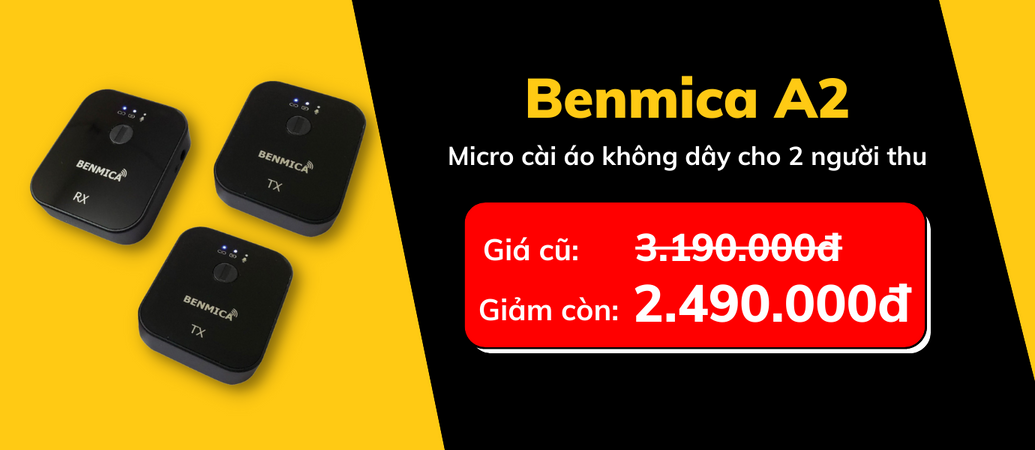 BENMICA
RX
BENMICA
TX
BENMICA
TX
Benmica A2
Micro cài áo không dây cho 2 người thu
Giá cũ: 3.190.000đ
Giảm còn: 2.490.000đ